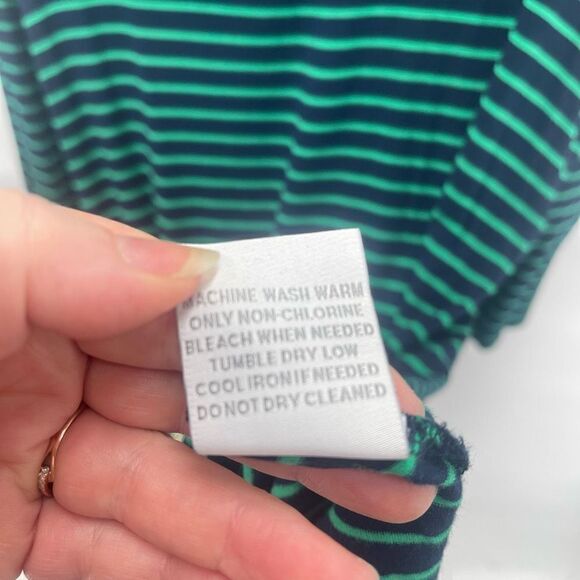 MACHINE WASH WARM
ONLY NON-CHLORINE
BLEACH WHEN NEEDED
TUMBLE DRY LOW
COOL IRON IF NEEDED
DO NOT DRY CLEANED